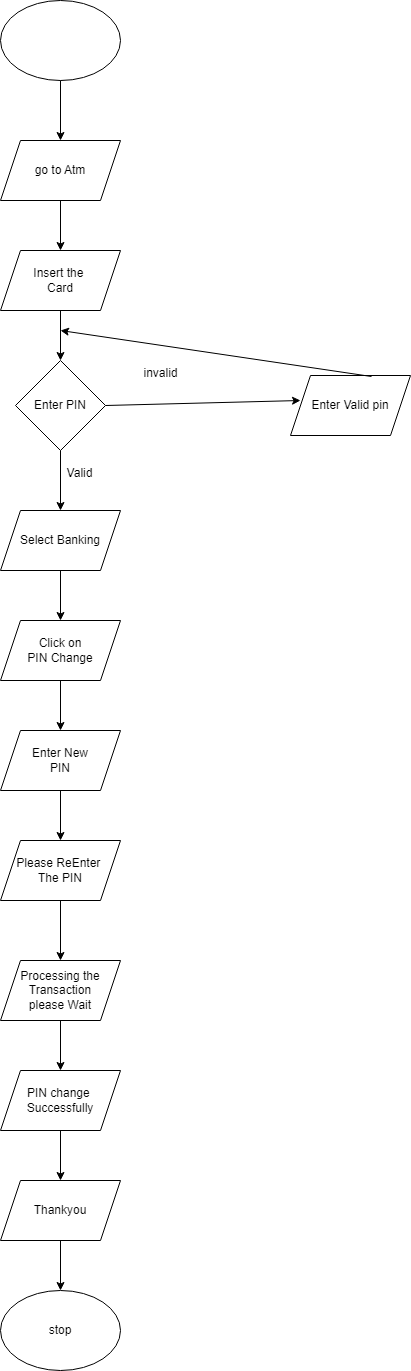 go to Atm
Insert the
Card
invalid
Enter PIN
Enter Valid pin
Valid
Select Banking
Click on
PIN Change
Enter New
PIN
Please ReEnter
The PIN
Processing the
Transaction
please Wait
PIN change
Successfully
Thankyou
stop